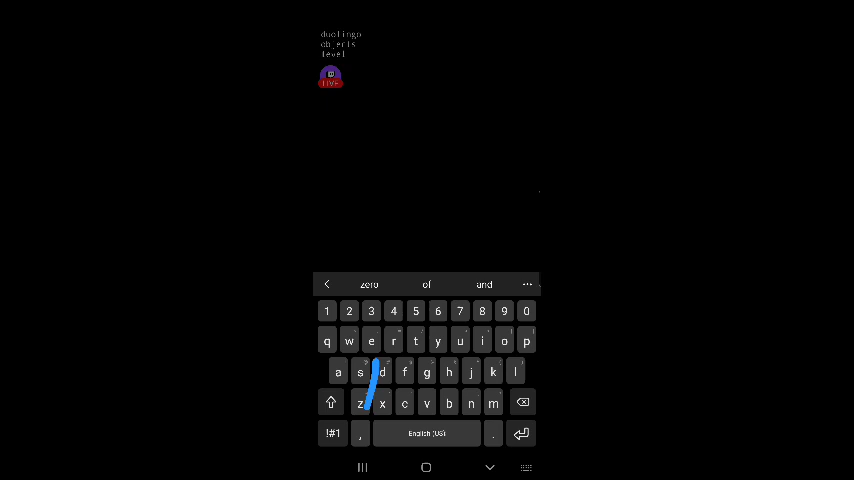 duolingo
objects
level
LIVE
zero of and ...
1 2 3 4 5 6 7 8 9 0
q w e r t y u i o p
a s d f g h j k l
z x c v b n m
!#1 , English (US) .